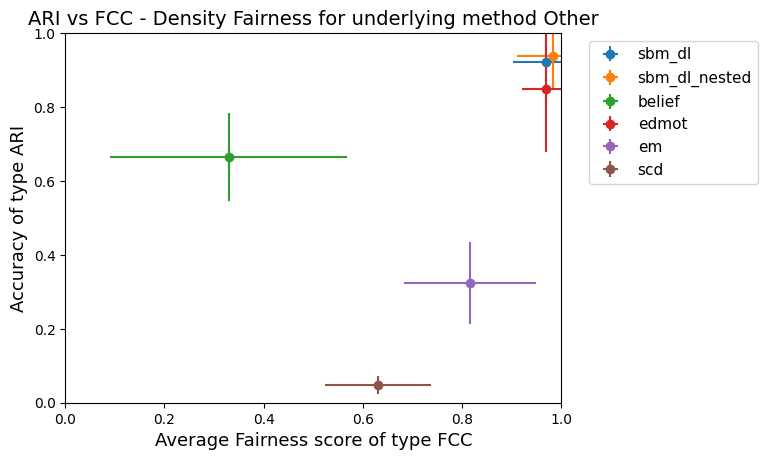 ARI vs FCC - Density Fairness for underlying method Other
Accuracy of type ARI
1.0
0.8
0.6
0.4
0.2
0.0
0.0 0.2 0.4 0.6 0.8 1.0
Average Fairness score of type FCC
sbm_dl
sbm_dl_nested
belief
edmot
em
scd